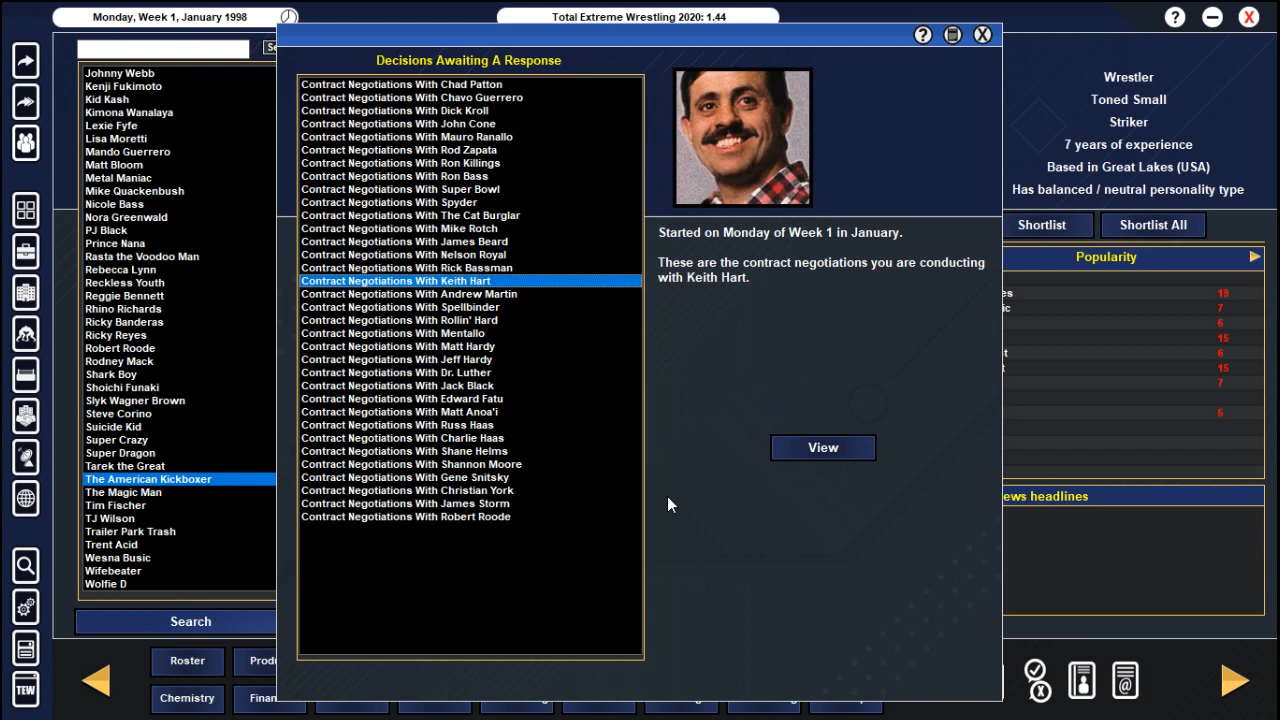 Monday, Week 1, January 1998
Total Extreme Wrestling 2020: 1.44
?
X
Johnny Webb
Kenji Fukimoto
Kid Kash
Kimona Wanalaya
Lexie Fyfe
Lisa Moretti
Mando Guerrero
Matt Bloom
Metal Maniac
Mike Quackenbush
Nicole Bass
Nora Greenwald
PJ Black
Prince Nana
Rasta the Voodoo Man
Rebecca Lynn
Reckless Youth
Reggie Bennett
Rhino Richards
Ricky Banderas
Ricky Reyes
Robert Roode
Rodney Mack
Shark Boy
Shoichi Funaki
Slyk Wagner Brown
Steve Corino
Suicide Kid
Super Crazy
Super Dragon
Tarek the Great
The American Kickboxer
The Magic Man
Tim Fischer
TJ Wilson
Trailer Park Trash
Trent Acid
Wesna Busic
Wifebeater
Wolfie D
Search
Decisions Awaiting A Response
Contract Negotiations With Chad Patton
Contract Negotiations With Chavo Guerrero
Contract Negotiations With Dick Kroll
Contract Negotiations With John Cone
Contract Negotiations With Mauro Ranallo
Contract Negotiations With Rod Zapata
Contract Negotiations With Ron Killings
Contract Negotiations With Ron Bass
Contract Negotiations With Super Bowl
Contract Negotiations With Spyder
Contract Negotiations With The Cat Burglar
Contract Negotiations With Mike Rotch
Contract Negotiations With James Beard
Contract Negotiations With Nelson Royal
Contract Negotiations With Rick Bassman
Contract Negotiations With Keith Hart
Contract Negotiations With Andrew Martin
Contract Negotiations With Spellbinder
Contract Negotiations With Rollin' Hard
Contract Negotiations With Mentallo
Contract Negotiations With Matt Hardy
Contract Negotiations With Jeff Hardy
Contract Negotiations With Dr. Luther
Contract Negotiations With Jack Black
Contract Negotiations With Edward Fatu
Contract Negotiations With Matt Anoa'i
Contract Negotiations With Russ Haas
Contract Negotiations With Charlie Haas
Contract Negotiations With Shane Helms
Contract Negotiations With Shannon Moore
Contract Negotiations With Gene Snitsky
Contract Negotiations With Christian York
Contract Negotiations With James Storm
Contract Negotiations With Robert Roode
? X
Started on Monday of Week 1 in January.
These are the contract negotiations you are conducting
with Keith Hart.
View
Wrestler
Toned Small
Striker
7 years of experience
Based in Great Lakes (USA)
Has balanced / neutral personality type
Shortlist
Shortlist All
Popularity
es 19
ic 7
6
15
t 6
15
7
5
ews headlines
TEW
Roster
Prod
Chemistry
Finan